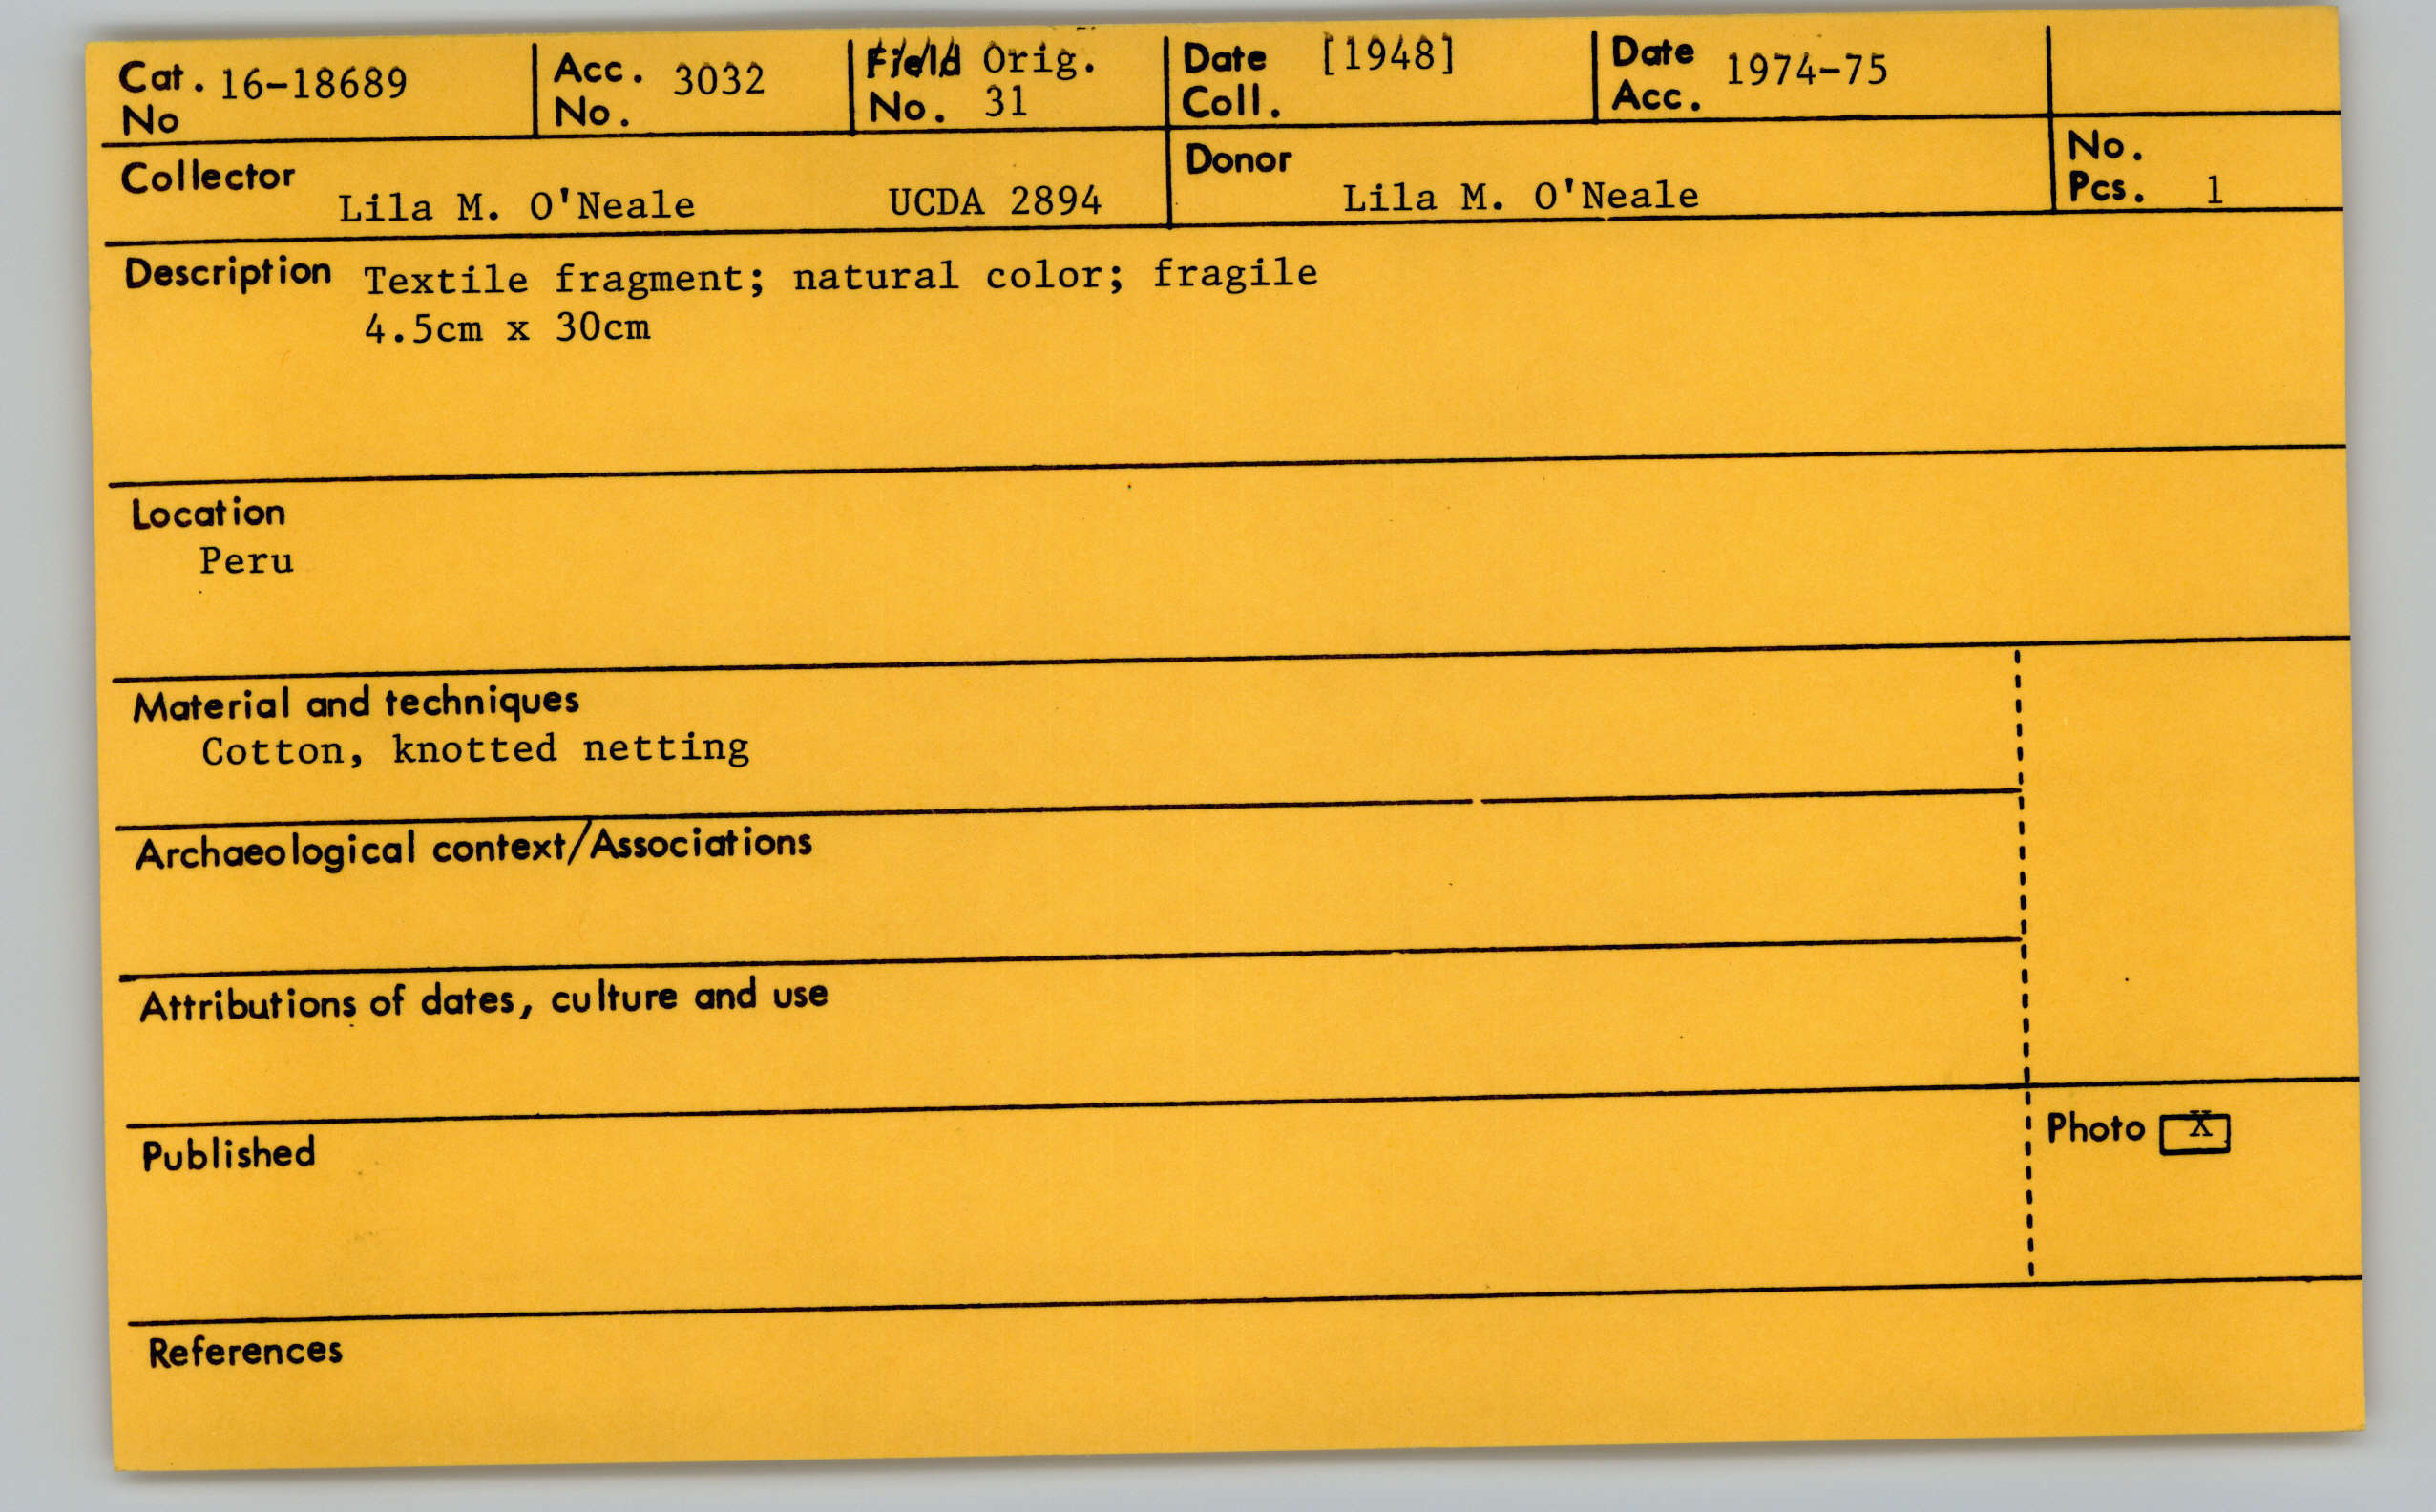 Cat. No 16-18689 Acc. No. 3032 Field Orig. No. 31 Date Coll. [1948] Date Acc. 1974-75
Collector Lila M. O'Neale UCDA 2894 Donor Lila M. O'Neale No. Pcs. 1
Description Textile fragment; natural color; fragile
4.5cm x 30cm
Location
Peru
Material and techniques
Cotton, knotted netting
Archaeological context/Associations
Attributions of dates, culture and use
Published
Photo X
References